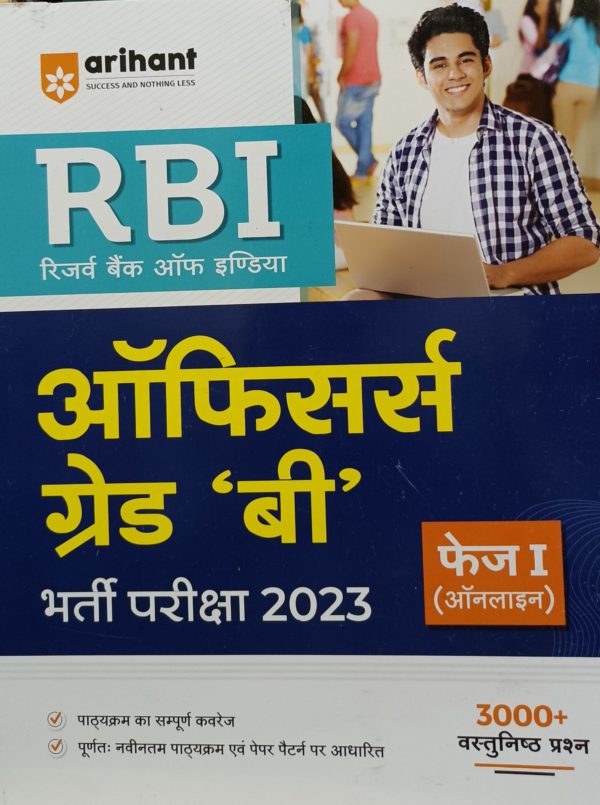 arihant
SUCCESS AND NOTHING LESS
RBI
रिजर्व बैंक ऑफ इण्डिया
ऑफिसर्स
ग्रेड ‘बी’
भर्ती परीक्षा 2023
फेज I
(ऑनलाइन)
पाठ्यक्रम का सम्पूर्ण कवरेज
पूर्णतः नवीनतम पाठ्यक्रम एवं पेपर पैटर्न पर आधारित
3000+
वस्तुनिष्ठ प्रश्न